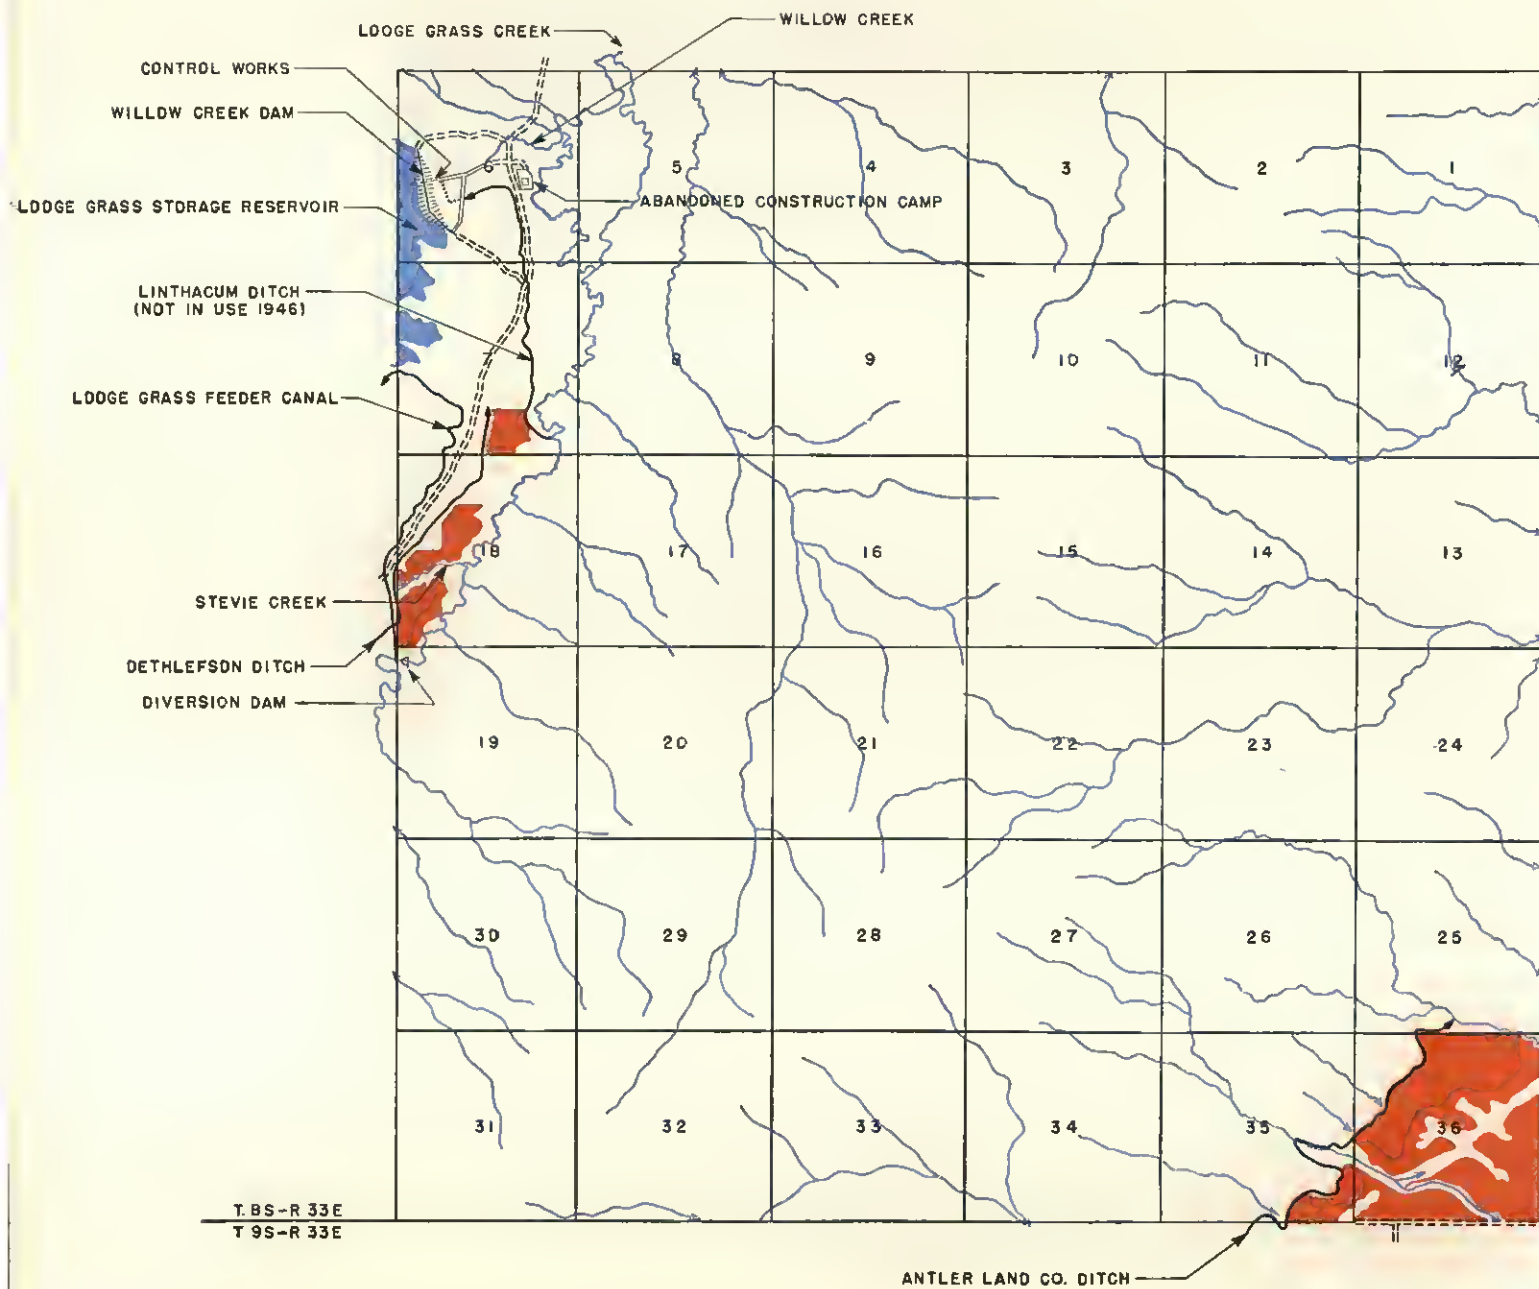 LODGE GRASS CREEK
WILLOW CREEK
CONTROL WORKS
WILLOW CREEK DAM
6 5 4 3 2 1
ABANDONED CONSTRUCTION CAMP
LODGE GRASS STORAGE RESERVOIR
LINTHACUM DITCH
(NOT IN USE 1946)
8 9 10 11 12
LODGE GRASS FEEDER CANAL
18 17 16 15 14 13
STEVIE CREEK
DETHLEFSON DITCH
DIVERSION DAM
19 20 21 22 23 24
30 29 28 27 26 25
31 32 33 34 35 36
T. 8S-R 33E
T 9S-R 33E
ANTLER LAND CO. DITCH